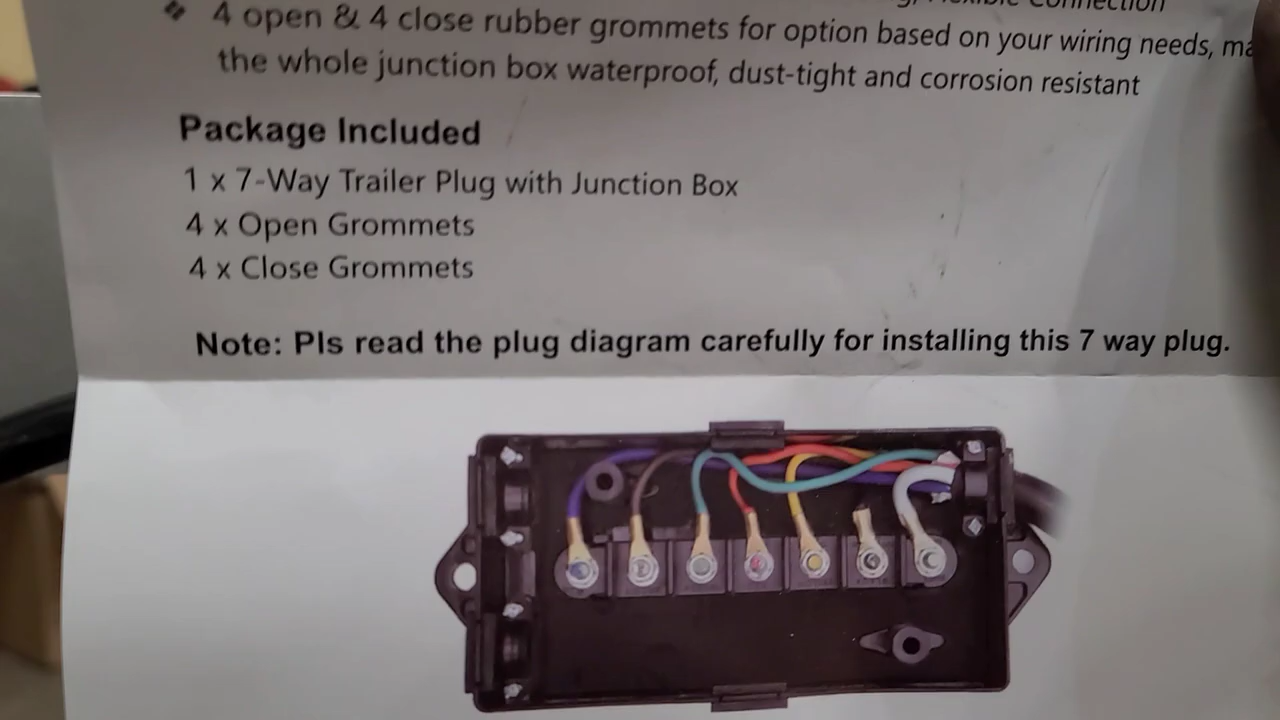 Connection
❖ 4 open & 4 close rubber grommets for option based on your wiring needs,
the whole junction box waterproof, dust-tight and corrosion resistant
Package Included
1 x 7-Way Trailer Plug with Junction Box
4 x Open Grommets
4 x Close Grommets
Note: Pls read the plug diagram carefully for installing this 7 way plug.